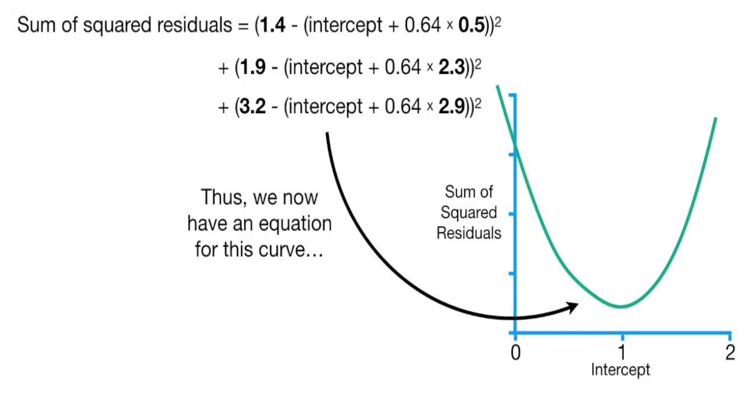 Sum of squared residuals = (1.4 - (intercept + 0.64 × 0.5))²
+ (1.9 - (intercept + 0.64 × 2.3))²
+ (3.2 - (intercept + 0.64 × 2.9))²
Thus, we now
have an equation
for this curve...
Sum of
Squared
Residuals
0 1 2
Intercept